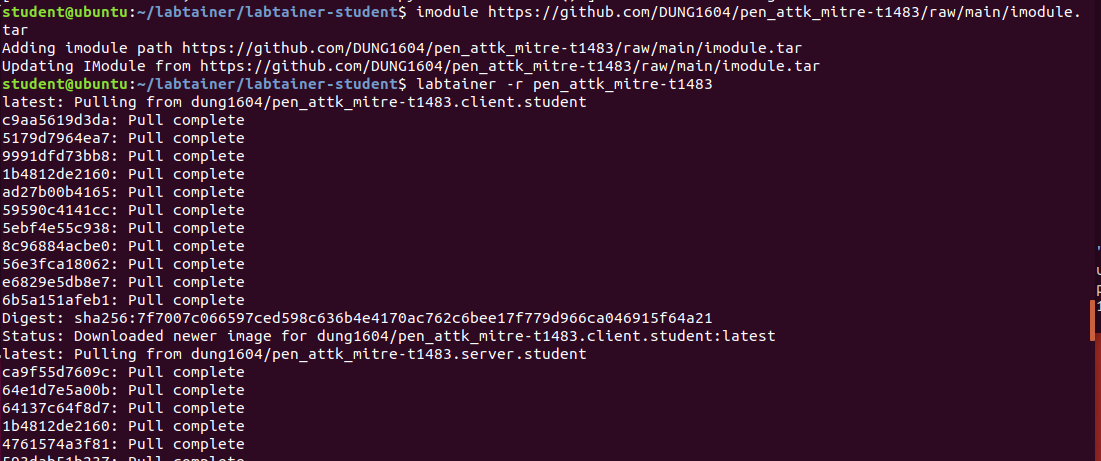 student@ubuntu:~/labtainer/labtainer-student$ imodule https://github.com/DUNG1604/pen_attk_mitre-t1483/raw/main/imodule.
tar
Adding imodule path https://github.com/DUNG1604/pen_attk_mitre-t1483/raw/main/imodule.tar
Updating IModule from https://github.com/DUNG1604/pen_attk_mitre-t1483/raw/main/imodule.tar
student@ubuntu:~/labtainer/labtainer-student$ labtainer -r pen_attk_mitre-t1483
latest: Pulling from dung1604/pen_attk_mitre-t1483.client.student
c9aa5619d3da: Pull complete
5179d7964ea7: Pull complete
9991dfd73bb8: Pull complete
1b4812de2160: Pull complete
ad27b00b4165: Pull complete
59590c4141cc: Pull complete
5ebf4e55c938: Pull complete
8c96884acbe0: Pull complete
56e3fca18062: Pull complete
e6829e5db8e7: Pull complete
6b5a151afeb1: Pull complete
Digest: sha256:7f7007c066597ced598c636b4e4170ac762c6bee17f779d966ca046915f64a21
Status: Downloaded newer image for dung1604/pen_attk_mitre-t1483.client.student:latest
latest: Pulling from dung1604/pen_attk_mitre-t1483.server.student
ca9f55d7609c: Pull complete
64e1d7e5a00b: Pull complete
64137c64f8d7: Pull complete
1b4812de2160: Pull complete
4761574a3f81: Pull complete